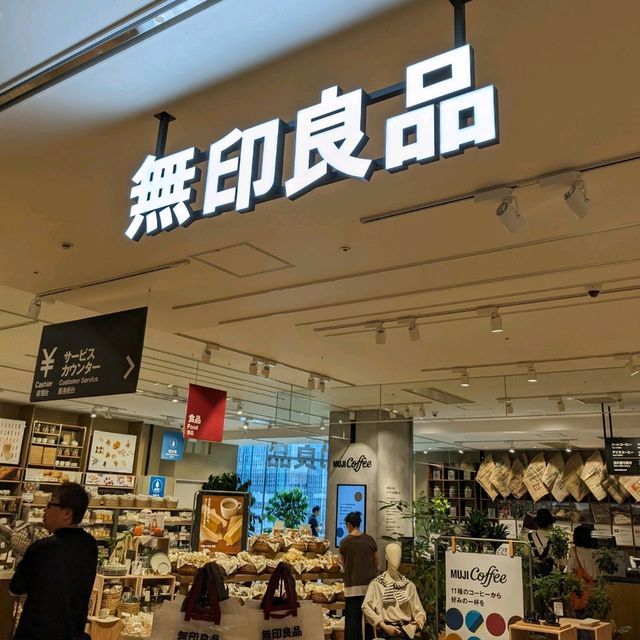 無印良品
¥
サービス
カウンター
Cashier
Customer Service
食品
Food
MUJI Coffee
MUJI Coffee
11種のコーヒーから
好みの一杯を
無印良品
無印良品